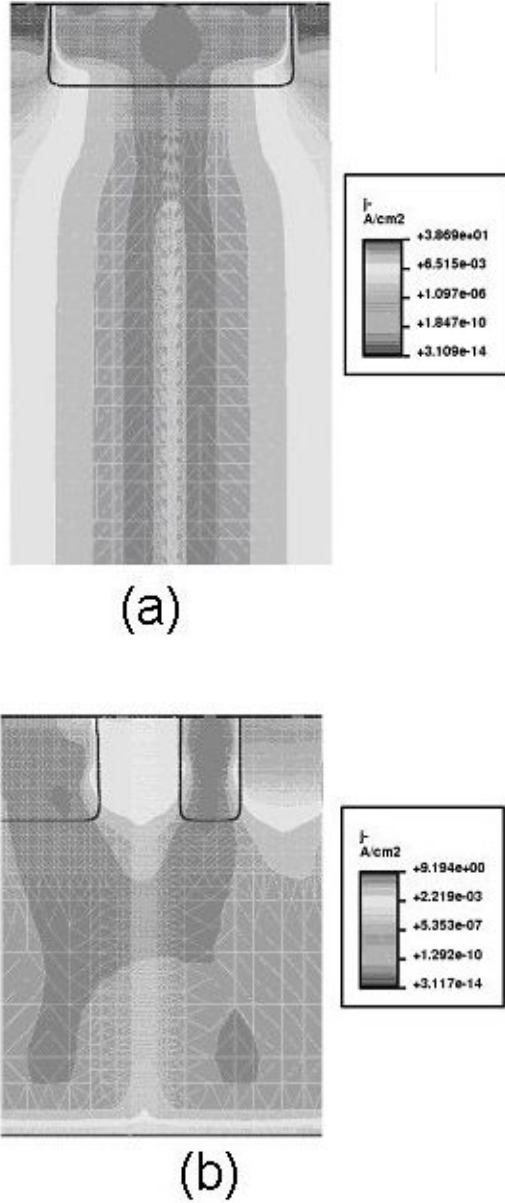 j-
A/cm2
+3.869e+01
+6.515e-03
+1.097e-06
+1.847e-10
+3.109e-14
(a)
j-
A/cm2
+9.194e+00
+2.219e-03
+5.353e-07
+1.292e-10
+3.117e-14
(b)